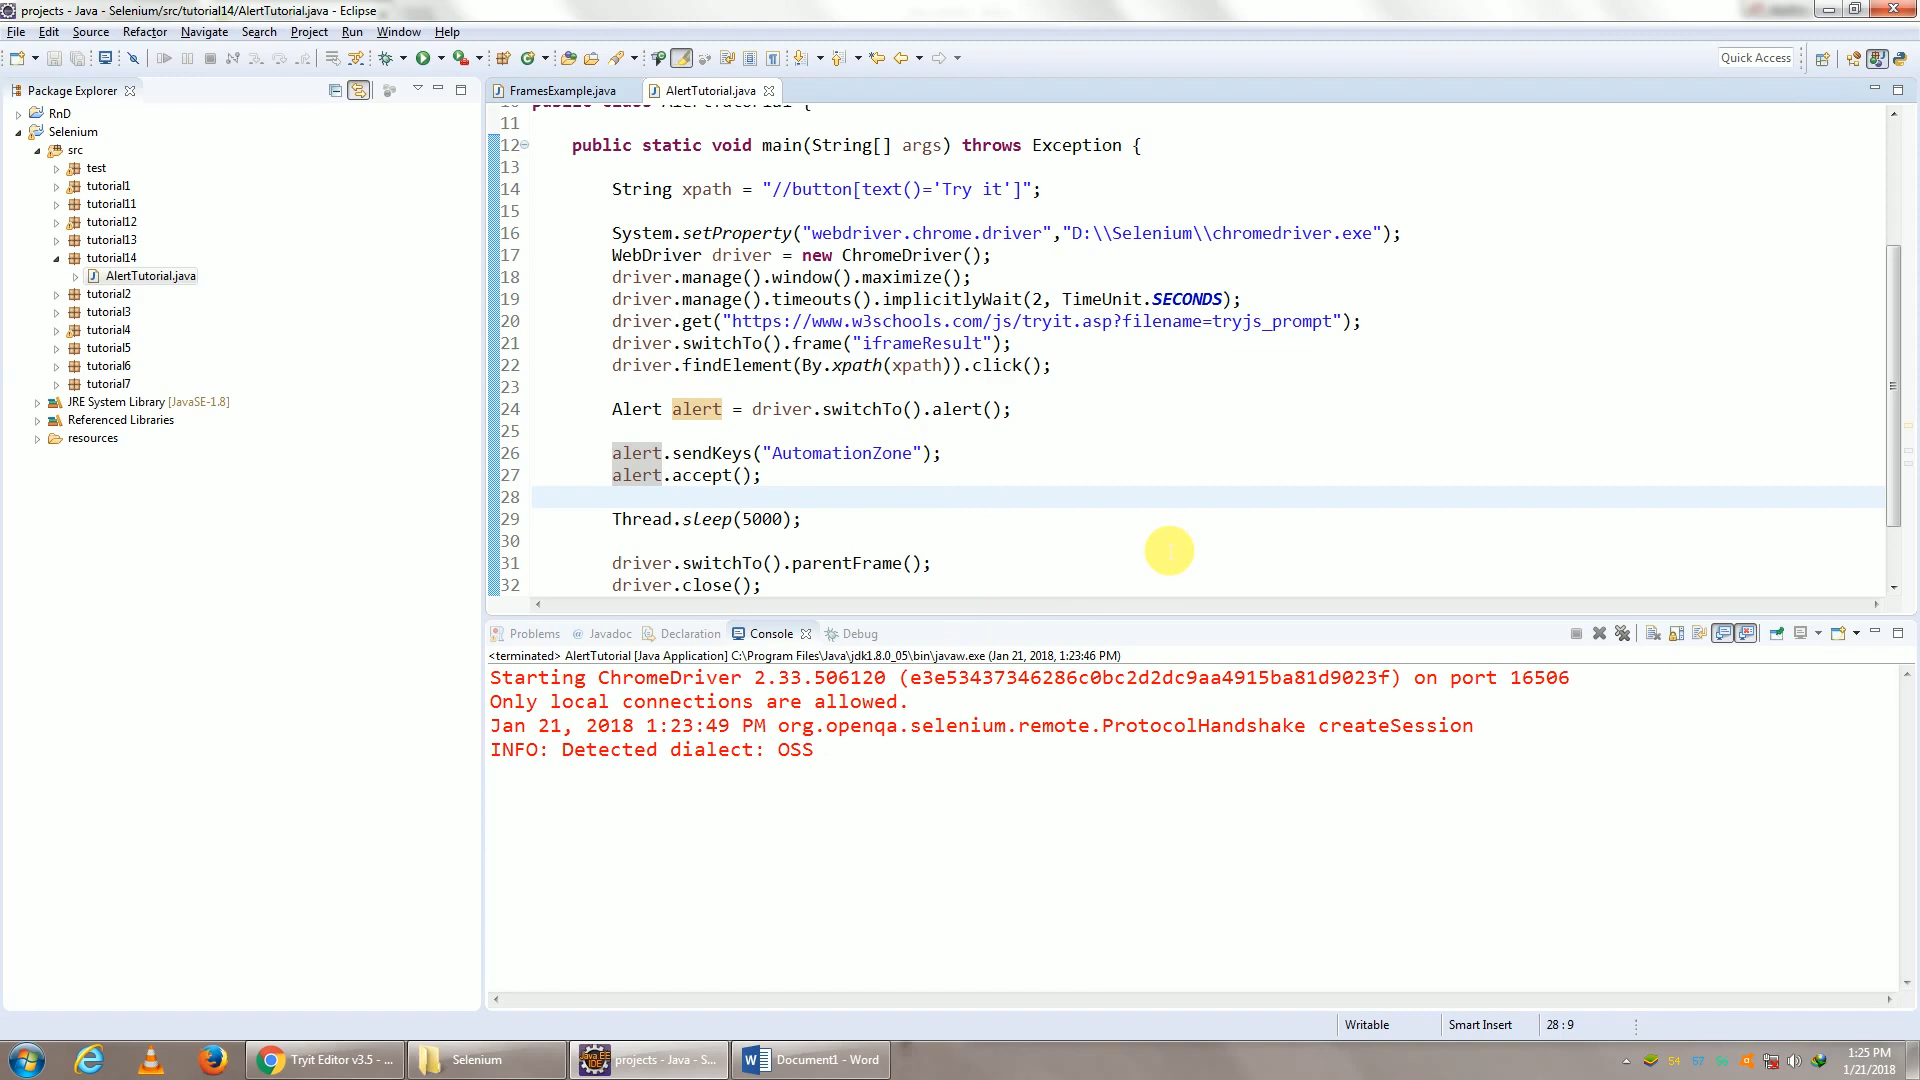 projects - Java - Selenium/src/tutorial14/AlertTutorial.java - Eclipse
File Edit Source Refactor Navigate Search Project Run Window Help
Quick Access
Package Explorer
RnD
Selenium
src
test
tutorial1
tutorial11
tutorial12
tutorial13
tutorial14
AlertTutorial.java
tutorial2
tutorial3
tutorial4
tutorial5
tutorial6
tutorial7
JRE System Library [JavaSE-1.8]
Referenced Libraries
resources
FramesExample.java AlertTutorial.java
10 public class AlertTutorial {
11
12 public static void main(String[] args) throws Exception {
13
14 String xpath = "//button[text()='Try it']";
15
16 System.setProperty("webdriver.chrome.driver","D:\\Selenium\\chromedriver.exe");
17 WebDriver driver = new ChromeDriver();
18 driver.manage().window().maximize();
19 driver.manage().timeouts().implicitlyWait(2, TimeUnit.SECONDS);
20 driver.get("https://www.w3schools.com/js/tryit.asp?filename=tryjs_prompt");
21 driver.switchTo().frame("iframeResult");
22 driver.findElement(By.xpath(xpath)).click();
23
24 Alert alert = driver.switchTo().alert();
25
26 alert.sendKeys("AutomationZone");
27 alert.accept();
28
29 Thread.sleep(5000);
30
31 driver.switchTo().parentFrame();
32 driver.close();
Problems @ Javadoc Declaration Console Debug
<terminated> AlertTutorial [Java Application] C:\Program Files\Java\jdk1.8.0_05\bin\javaw.exe (Jan 21, 2018, 1:23:46 PM)
Starting ChromeDriver 2.33.506120 (e3e53437346286c0bc2d2dc9aa4915ba81d9023f) on port 16506
Only local connections are allowed.
Jan 21, 2018 1:23:49 PM org.openqa.selenium.remote.ProtocolHandshake createSession
INFO: Detected dialect: OSS
Writable Smart Insert 28 : 9
Tryit Editor v3.5 - ... Selenium Java EE IDE projects - Java - S... Document1 - Word
54 57 1:25 PM
1/21/2018